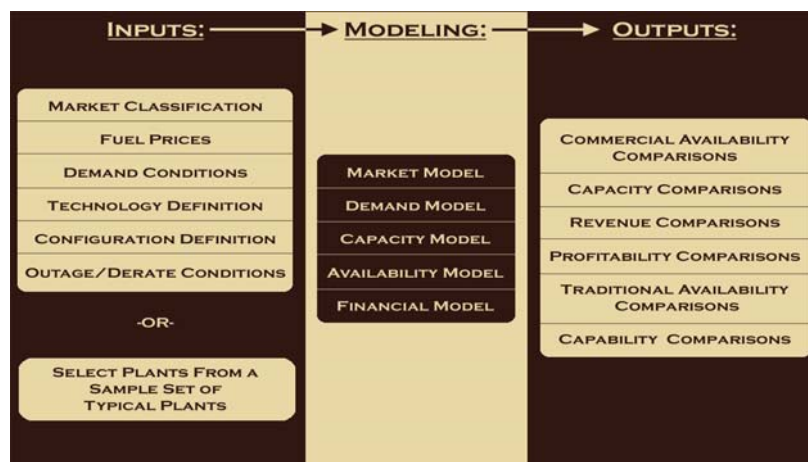 INPUTS:
MARKET CLASSIFICATION
FUEL PRICES
DEMAND CONDITIONS
TECHNOLOGY DEFINITION
CONFIGURATION DEFINITION
OUTAGE/DERATE CONDITIONS
-OR-
SELECT PLANTS FROM A
SAMPLE SET OF
TYPICAL PLANTS
MODELING:
MARKET MODEL
DEMAND MODEL
CAPACITY MODEL
AVAILABILITY MODEL
FINANCIAL MODEL
OUTPUTS:
COMMERCIAL AVAILABILITY
COMPARISONS
CAPACITY COMPARISONS
REVENUE COMPARISONS
PROFITABILITY COMPARISONS
TRADITIONAL AVAILABILITY
COMPARISONS
CAPABILITY COMPARISONS